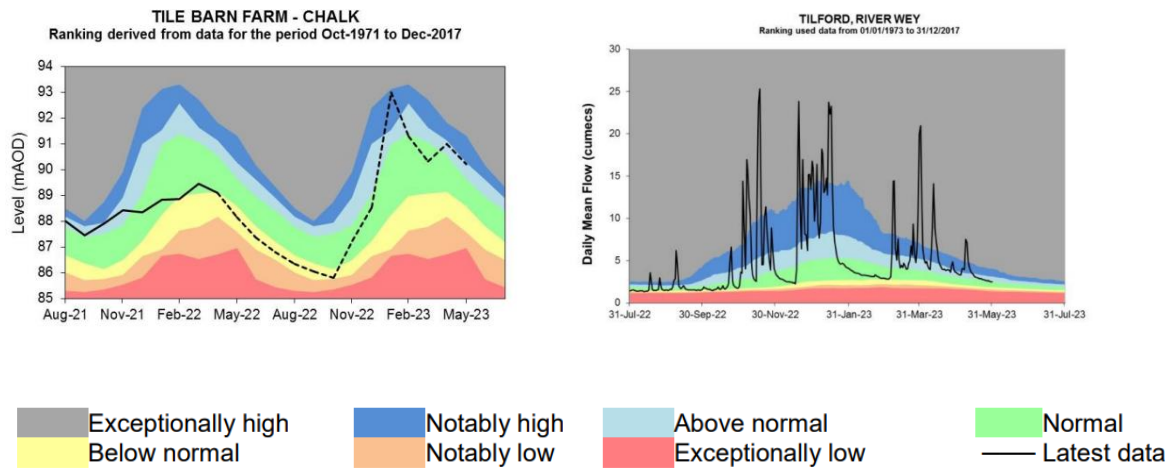 TILE BARN FARM - CHALK
Ranking derived from data for the period Oct-1971 to Dec-2017
Level (mAOD)
94
93
92
91
90
89
88
87
86
85
Aug-21 Nov-21 Feb-22 May-22 Aug-22 Nov-22 Feb-23 May-23
TILFORD, RIVER WEY
Ranking used data from 01/01/1973 to 31/12/2017
Daily Mean Flow (cumecs)
30
25
20
15
10
5
0
31-Jul-22 30-Sep-22 30-Nov-22 31-Jan-23 31-Mar-23 31-May-23 31-Jul-23
Exceptionally high Notably high Above normal Normal
Below normal Notably low Exceptionally low Latest data